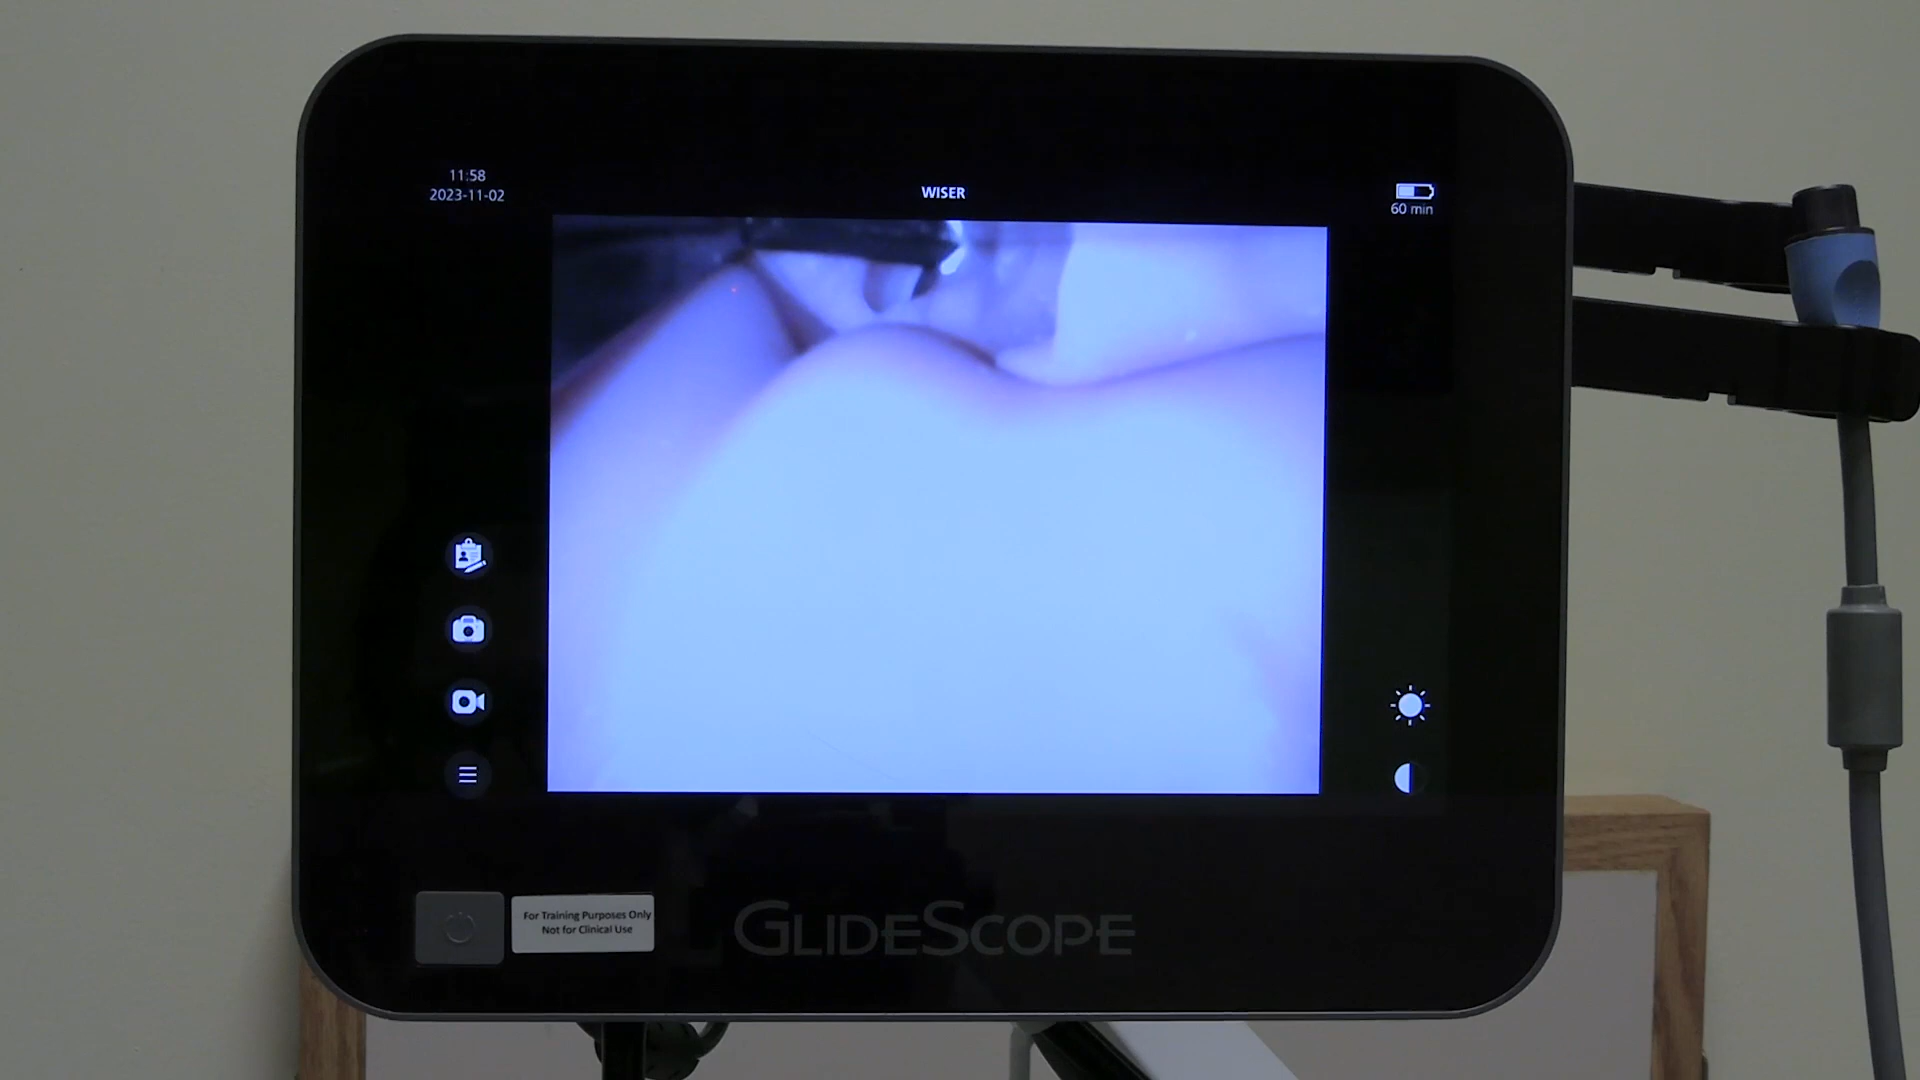 11:58
2023-11-02
WISER
60 min
For Training Purposes Only
Not for Clinical Use
GLIDESCOPE